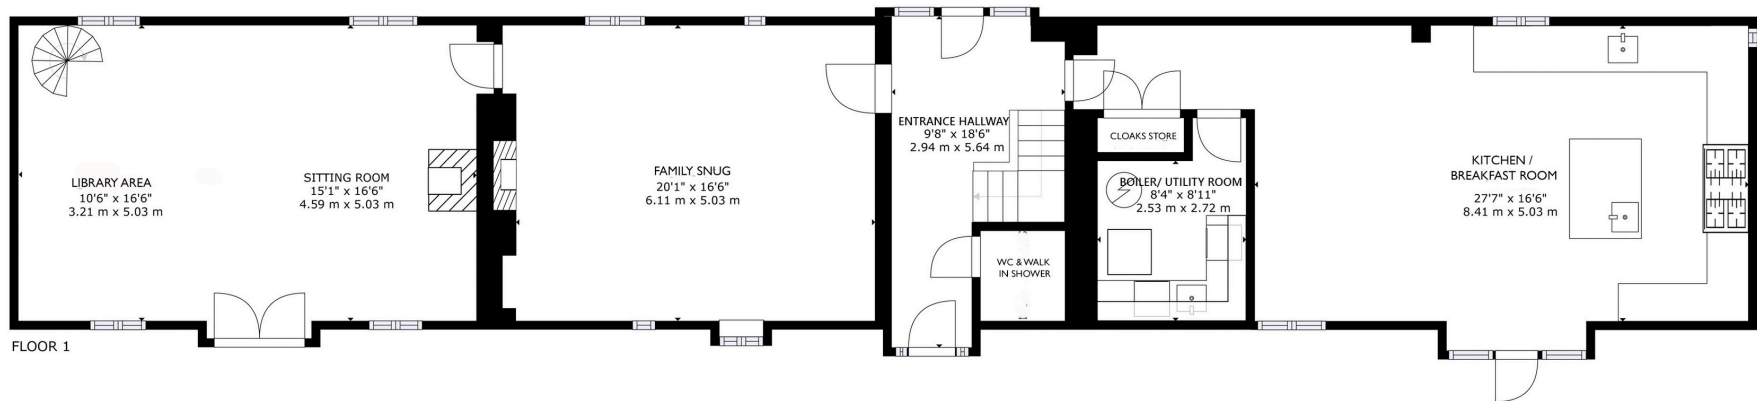 LIBRARY AREA
10'6" x 16'6"
3.21 m x 5.03 m
SITTING ROOM
15'1" x 16'6"
4.59 m x 5.03 m
FAMILY SNUG
20'1" x 16'6"
6.11 m x 5.03 m
ENTRANCE HALLWAY
9'8" x 18'6"
2.94 m x 5.64 m
WC & WALK
IN SHOWER
CLOAKS STORE
BOILER/ UTILITY ROOM
8'4" x 8'11"
2.53 m x 2.72 m
KITCHEN /
BREAKFAST ROOM
27'7" x 16'6"
8.41 m x 5.03 m
FLOOR 1